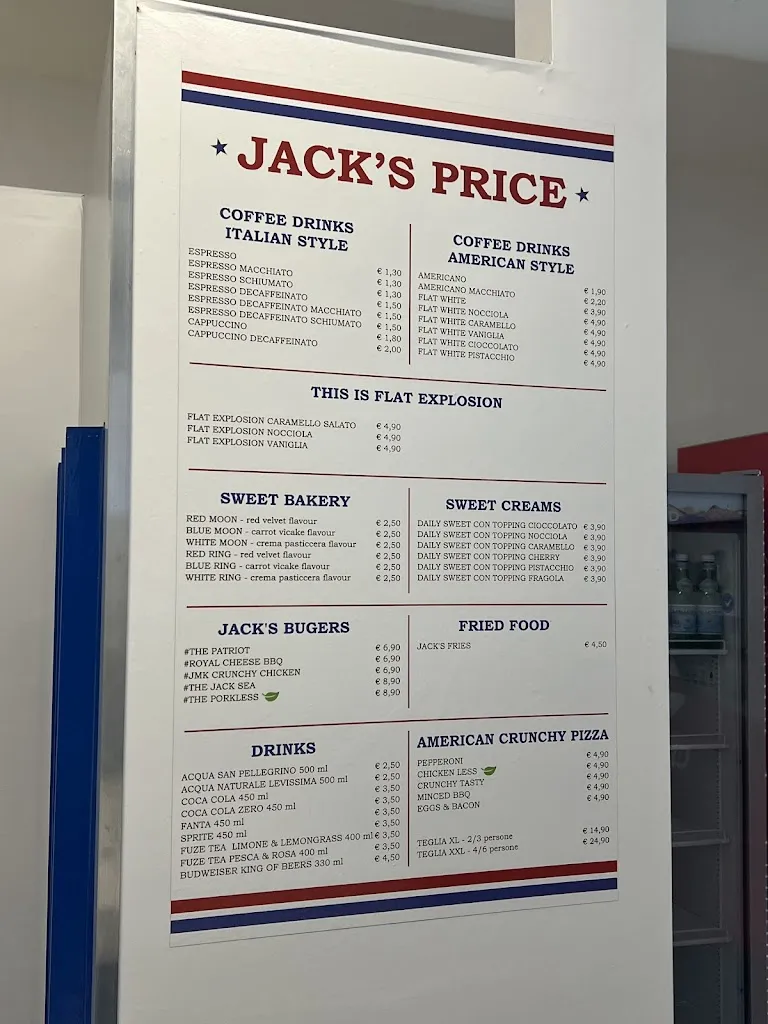 JACK'S PRICE
COFFEE DRINKS
ITALIAN STYLE
ESPRESSO € 1,30
ESPRESSO MACCHIATO € 1,30
ESPRESSO SCHIUMATO € 1,30
ESPRESSO DECAFFEINATO € 1,50
ESPRESSO DECAFFEINATO MACCHIATO € 1,50
ESPRESSO DECAFFEINATO SCHIUMATO € 1,50
CAPPUCCINO € 1,80
CAPPUCCINO DECAFFEINATO € 2,00
COFFEE DRINKS
AMERICAN STYLE
AMERICANO € 1,90
AMERICANO MACCHIATO € 2,20
FLAT WHITE € 3,90
FLAT WHITE NOCCIOLA € 4,90
FLAT WHITE CARAMELLO € 4,90
FLAT WHITE VANIGLIA € 4,90
FLAT WHITE CIOCCOLATO € 4,90
FLAT WHITE PISTACCHIO € 4,90
THIS IS FLAT EXPLOSION
FLAT EXPLOSION CARAMELLO SALATO € 4,90
FLAT EXPLOSION NOCCIOLA € 4,90
FLAT EXPLOSION VANIGLIA € 4,90
SWEET BAKERY
RED MOON - red velvet flavour € 2,50
BLUE MOON - carrot vicake flavour € 2,50
WHITE MOON - crema pasticcera flavour € 2,50
RED RING - red velvet flavour € 2,50
BLUE RING - carrot vicake flavour € 2,50
WHITE RING - crema pasticcera flavour € 2,50
SWEET CREAMS
DAILY SWEET CON TOPPING CIOCCOLATO € 3,90
DAILY SWEET CON TOPPING NOCCIOLA € 3,90
DAILY SWEET CON TOPPING CARAMELLO € 3,90
DAILY SWEET CON TOPPING CHERRY € 3,90
DAILY SWEET CON TOPPING PISTACCHIO € 3,90
DAILY SWEET CON TOPPING FRAGOLA € 3,90
JACK'S BUGERS
#THE PATRIOT € 6,90
#ROYAL CHEESE BBQ € 6,90
#JMK CRUNCHY CHICKEN € 6,90
#THE JACK SEA € 8,90
#THE PORKLESS € 8,90
FRIED FOOD
JACK'S FRIES € 4,50
DRINKS
ACQUA SAN PELLEGRINO 500 ml € 2,50
ACQUA NATURALE LEVISSIMA 500 ml € 2,50
COCA COLA 450 ml € 3,50
COCA COLA ZERO 450 ml € 3,50
FANTA 450 ml € 3,50
SPRITE 450 ml € 3,50
FUZE TEA LIMONE & LEMONGRASS 400 ml € 3,50
FUZE TEA PESCA & ROSA 400 ml € 3,50
BUDWEISER KING OF BEERS 330 ml € 4,50
AMERICAN CRUNCHY PIZZA
PEPPERONI € 4,90
CHICKEN LESS € 4,90
CRUNCHY TASTY € 4,90
MINCED BBQ € 4,90
EGGS & BACON € 4,90
TEGLIA XL - 2/3 persone € 14,90
TEGLIA XXL - 4/6 persone € 24,90